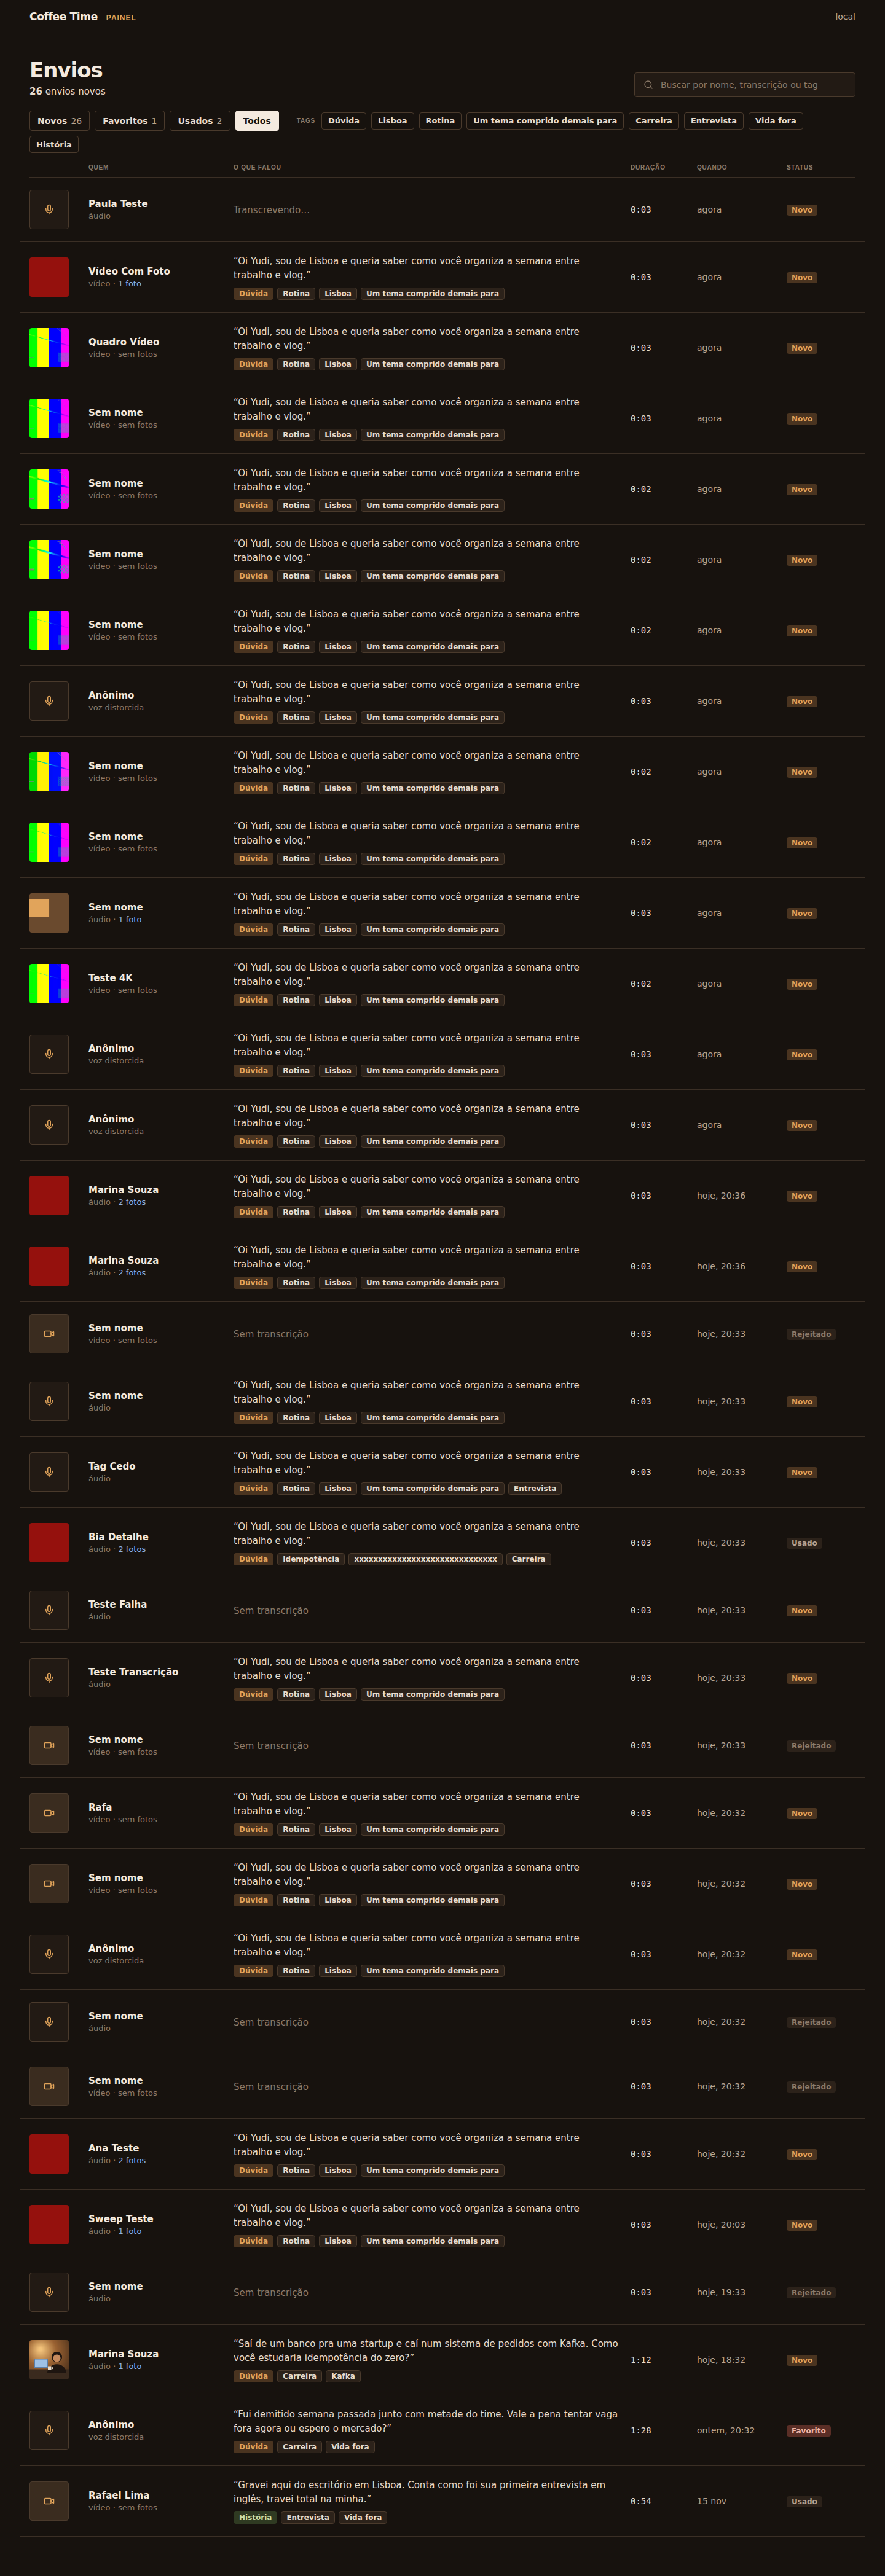 Coffee Time PAINEL
local
Envios
26 envios novos
Buscar por nome, transcrição ou tag
Novos 26 Favoritos 1 Usados 2 Todos TAGS Dúvida Lisboa Rotina Um tema comprido demais para Carreira Entrevista Vida fora
História
QUEM O QUE FALOU DURAÇÃO QUANDO STATUS
Paula Teste
áudio
Transcrevendo…
0:03 agora Novo
Vídeo Com Foto
vídeo · 1 foto
“Oi Yudi, sou de Lisboa e queria saber como você organiza a semana entre
trabalho e vlog.”
Dúvida Rotina Lisboa Um tema comprido demais para
0:03 agora Novo
Quadro Vídeo
vídeo · sem fotos
“Oi Yudi, sou de Lisboa e queria saber como você organiza a semana entre
trabalho e vlog.”
Dúvida Rotina Lisboa Um tema comprido demais para
0:03 agora Novo
Sem nome
vídeo · sem fotos
“Oi Yudi, sou de Lisboa e queria saber como você organiza a semana entre
trabalho e vlog.”
Dúvida Rotina Lisboa Um tema comprido demais para
0:03 agora Novo
Sem nome
vídeo · sem fotos
“Oi Yudi, sou de Lisboa e queria saber como você organiza a semana entre
trabalho e vlog.”
Dúvida Rotina Lisboa Um tema comprido demais para
0:02 agora Novo
Sem nome
vídeo · sem fotos
“Oi Yudi, sou de Lisboa e queria saber como você organiza a semana entre
trabalho e vlog.”
Dúvida Rotina Lisboa Um tema comprido demais para
0:02 agora Novo
Sem nome
vídeo · sem fotos
“Oi Yudi, sou de Lisboa e queria saber como você organiza a semana entre
trabalho e vlog.”
Dúvida Rotina Lisboa Um tema comprido demais para
0:02 agora Novo
Anônimo
voz distorcida
“Oi Yudi, sou de Lisboa e queria saber como você organiza a semana entre
trabalho e vlog.”
Dúvida Rotina Lisboa Um tema comprido demais para
0:03 agora Novo
Sem nome
vídeo · sem fotos
“Oi Yudi, sou de Lisboa e queria saber como você organiza a semana entre
trabalho e vlog.”
Dúvida Rotina Lisboa Um tema comprido demais para
0:02 agora Novo
Sem nome
vídeo · sem fotos
“Oi Yudi, sou de Lisboa e queria saber como você organiza a semana entre
trabalho e vlog.”
Dúvida Rotina Lisboa Um tema comprido demais para
0:02 agora Novo
Sem nome
áudio · 1 foto
“Oi Yudi, sou de Lisboa e queria saber como você organiza a semana entre
trabalho e vlog.”
Dúvida Rotina Lisboa Um tema comprido demais para
0:03 agora Novo
Teste 4K
vídeo · sem fotos
“Oi Yudi, sou de Lisboa e queria saber como você organiza a semana entre
trabalho e vlog.”
Dúvida Rotina Lisboa Um tema comprido demais para
0:02 agora Novo
Anônimo
voz distorcida
“Oi Yudi, sou de Lisboa e queria saber como você organiza a semana entre
trabalho e vlog.”
Dúvida Rotina Lisboa Um tema comprido demais para
0:03 agora Novo
Anônimo
voz distorcida
“Oi Yudi, sou de Lisboa e queria saber como você organiza a semana entre
trabalho e vlog.”
Dúvida Rotina Lisboa Um tema comprido demais para
0:03 agora Novo
Marina Souza
áudio · 2 fotos
“Oi Yudi, sou de Lisboa e queria saber como você organiza a semana entre
trabalho e vlog.”
Dúvida Rotina Lisboa Um tema comprido demais para
0:03 hoje, 20:36 Novo
Marina Souza
áudio · 2 fotos
“Oi Yudi, sou de Lisboa e queria saber como você organiza a semana entre
trabalho e vlog.”
Dúvida Rotina Lisboa Um tema comprido demais para
0:03 hoje, 20:36 Novo
Sem nome
vídeo · sem fotos
Sem transcrição
0:03 hoje, 20:33 Rejeitado
Sem nome
áudio
“Oi Yudi, sou de Lisboa e queria saber como você organiza a semana entre
trabalho e vlog.”
Dúvida Rotina Lisboa Um tema comprido demais para
0:03 hoje, 20:33 Novo
Tag Cedo
áudio
“Oi Yudi, sou de Lisboa e queria saber como você organiza a semana entre
trabalho e vlog.”
Dúvida Rotina Lisboa Um tema comprido demais para Entrevista
0:03 hoje, 20:33 Novo
Bia Detalhe
áudio · 2 fotos
“Oi Yudi, sou de Lisboa e queria saber como você organiza a semana entre
trabalho e vlog.”
Dúvida Idempotência xxxxxxxxxxxxxxxxxxxxxxxxxxxxxx Carreira
0:03 hoje, 20:33 Usado
Teste Falha
áudio
Sem transcrição
0:03 hoje, 20:33 Novo
Teste Transcrição
áudio
“Oi Yudi, sou de Lisboa e queria saber como você organiza a semana entre
trabalho e vlog.”
Dúvida Rotina Lisboa Um tema comprido demais para
0:03 hoje, 20:33 Novo
Sem nome
vídeo · sem fotos
Sem transcrição
0:03 hoje, 20:33 Rejeitado
Rafa
vídeo · sem fotos
“Oi Yudi, sou de Lisboa e queria saber como você organiza a semana entre
trabalho e vlog.”
Dúvida Rotina Lisboa Um tema comprido demais para
0:03 hoje, 20:32 Novo
Sem nome
vídeo · sem fotos
“Oi Yudi, sou de Lisboa e queria saber como você organiza a semana entre
trabalho e vlog.”
Dúvida Rotina Lisboa Um tema comprido demais para
0:03 hoje, 20:32 Novo
Anônimo
voz distorcida
“Oi Yudi, sou de Lisboa e queria saber como você organiza a semana entre
trabalho e vlog.”
Dúvida Rotina Lisboa Um tema comprido demais para
0:03 hoje, 20:32 Novo
Sem nome
áudio
Sem transcrição
0:03 hoje, 20:32 Rejeitado
Sem nome
vídeo · sem fotos
Sem transcrição
0:03 hoje, 20:32 Rejeitado
Ana Teste
áudio · 2 fotos
“Oi Yudi, sou de Lisboa e queria saber como você organiza a semana entre
trabalho e vlog.”
Dúvida Rotina Lisboa Um tema comprido demais para
0:03 hoje, 20:32 Novo
Sweep Teste
áudio · 1 foto
“Oi Yudi, sou de Lisboa e queria saber como você organiza a semana entre
trabalho e vlog.”
Dúvida Rotina Lisboa Um tema comprido demais para
0:03 hoje, 20:03 Novo
Sem nome
áudio
Sem transcrição
0:03 hoje, 19:33 Rejeitado
Marina Souza
áudio · 1 foto
“Saí de um banco pra uma startup e caí num sistema de pedidos com Kafka. Como
você estudaria idempotência do zero?”
Dúvida Carreira Kafka
1:12 hoje, 18:32 Novo
Anônimo
voz distorcida
“Fui demitido semana passada junto com metade do time. Vale a pena tentar vaga
fora agora ou espero o mercado?”
Dúvida Carreira Vida fora
1:28 ontem, 20:32 Favorito
Rafael Lima
vídeo · sem fotos
“Gravei aqui do escritório em Lisboa. Conta como foi sua primeira entrevista em
inglês, travei total na minha.”
História Entrevista Vida fora
0:54 15 nov Usado